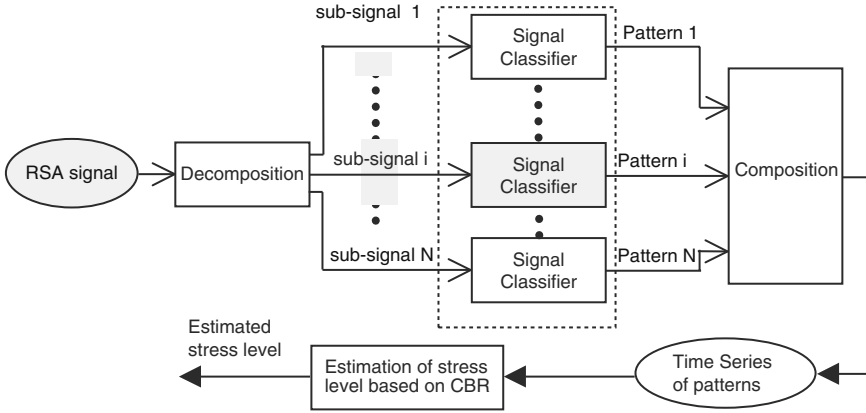 sub-signal 1
Signal
Classifier
Pattern 1
RSA signal
Decomposition
sub-signal i
Signal
Classifier
Pattern i
Composition
sub-signal N
Signal
Classifier
Pattern N
Estimated
stress level
Estimation of stress
level based on CBR
Time Series
of patterns